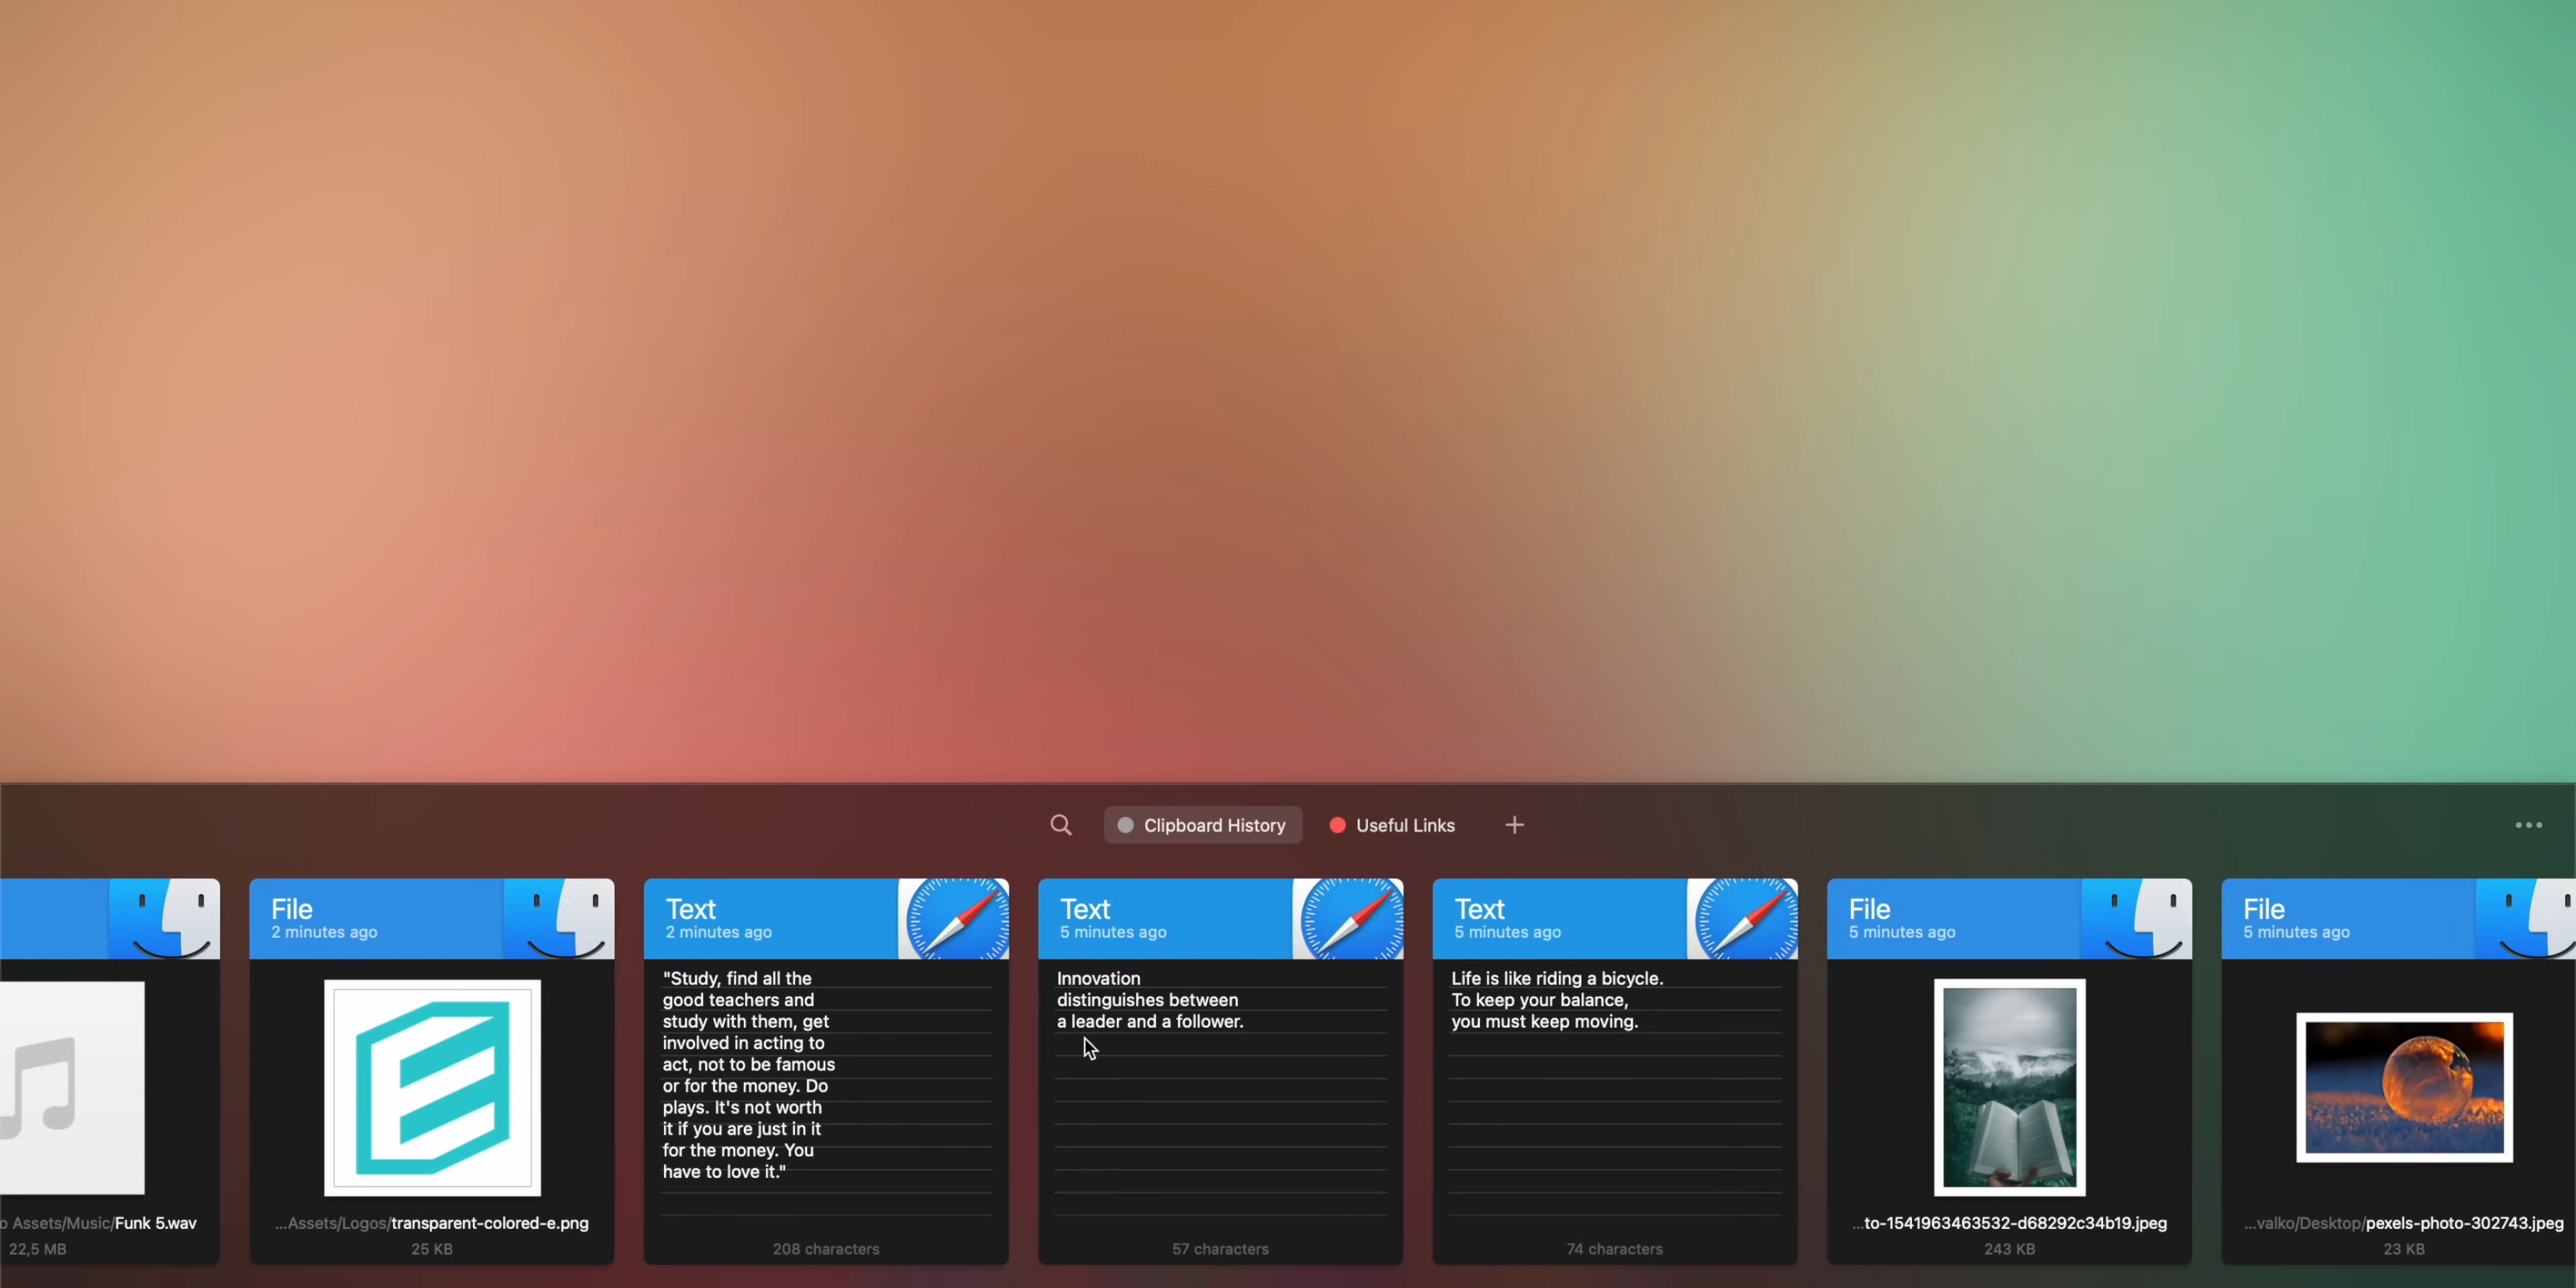 Clipboard History
Useful Links
o Assets/Music/Funk 5.wav
22,5 MB
File
2 minutes ago
...Assets/Logos/transparent-colored-e.png
25 KB
Text
2 minutes ago
"Study, find all the
good teachers and
study with them, get
involved in acting to
act, not to be famous
or for the money. Do
plays. It's not worth
it if you are just in it
for the money. You
have to love it."
208 characters
Text
5 minutes ago
Innovation
distinguishes between
a leader and a follower.
57 characters
Text
5 minutes ago
Life is like riding a bicycle.
To keep your balance,
you must keep moving.
74 characters
File
5 minutes ago
...to-1541963463532-d68292c34b19.jpeg
243 KB
File
5 minutes ago
...valko/Desktop/pexels-photo-302743.jpeg
23 KB